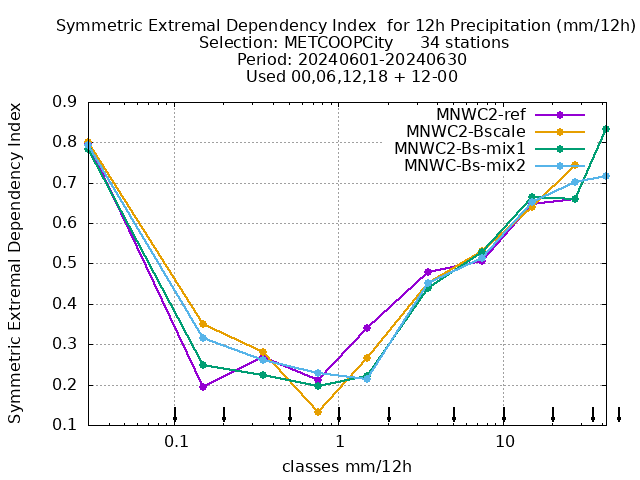 Symmetric Extremal Dependency Index  for 12h Precipitation (mm/12h)
Selection: METCOOPCity     34 stations
Period: 20240601-20240630
Used 00,06,12,18 + 12-00
Symmetric Extremal Dependency Index
0.9
0.8
0.7
0.6
0.5
0.4
0.3
0.2
0.1
MNWC2-ref
MNWC2-Bscale
MNWC2-Bs-mix1
MNWC-Bs-mix2
0.1 1 10
classes mm/12h